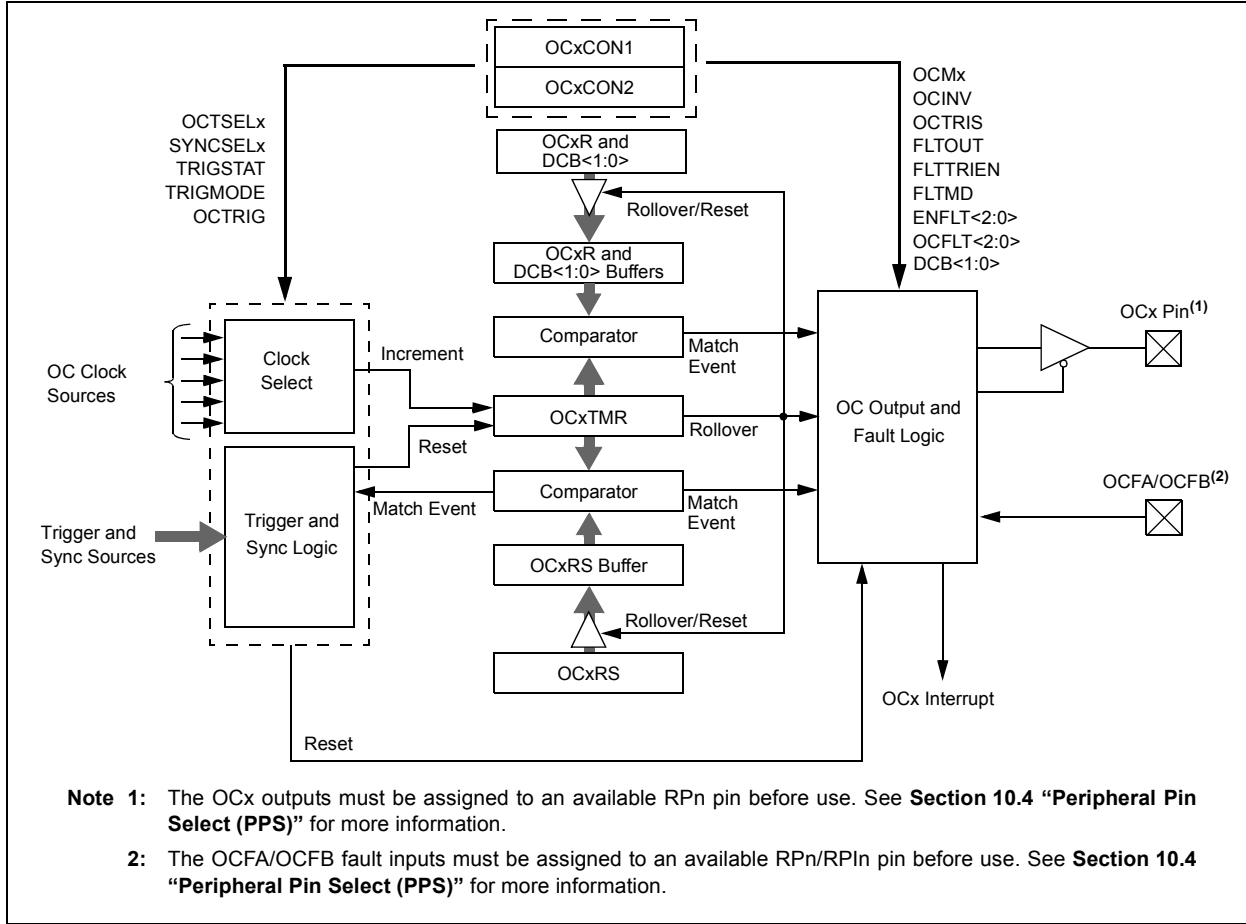 OCxCON1
OCxCON2
OCTSELx
SYNCSELx
TRIGSTAT
TRIGMODE
OCTRIG
OCMx
OCINV
OCTRIS
FLTOUT
FLTTRIEN
FLTMD
ENFLT<2:0>
OCFLT<2:0>
DCB<1:0>
OCxR and
DCB<1:0>
Rollover/Reset
OCxR and
DCB<1:0> Buffers
OC Clock
Sources
Clock
Select
Increment
Comparator
Match
Event
OCxTMR
Rollover
Reset
OC Output and
Fault Logic
OCx Pin(1)
OCFA/OCFB(2)
Trigger and
Sync Sources
Trigger and
Sync Logic
Match Event
Comparator
Match
Event
OCxRS Buffer
Rollover/Reset
OCxRS
OCx Interrupt
Reset
Note 1: The OCx outputs must be assigned to an available RPn pin before use. See Section 10.4 “Peripheral Pin
Select (PPS)” for more information.
2: The OCFA/OCFB fault inputs must be assigned to an available RPn/RPIn pin before use. See Section 10.4
“Peripheral Pin Select (PPS)” for more information.